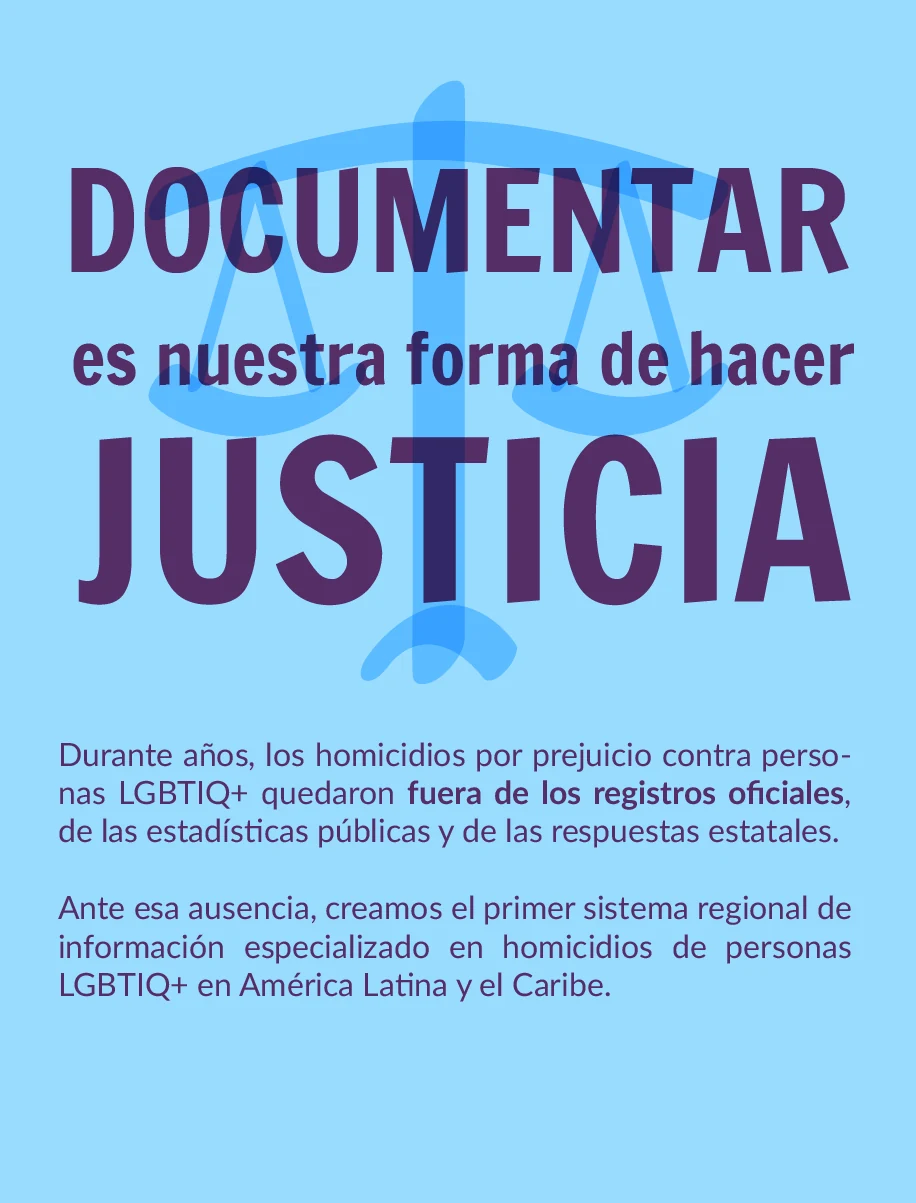 DOCUMENTAR
es nuestra forma de hacer
JUSTICIA
Durante años, los homicidios por prejuicio contra perso-
nas LGBTIQ+ quedaron fuera de los registros oficiales,
de las estadísticas públicas y de las respuestas estatales.
Ante esa ausencia, creamos el primer sistema regional de
información especializado en homicidios de personas
LGBTIQ+ en América Latina y el Caribe.